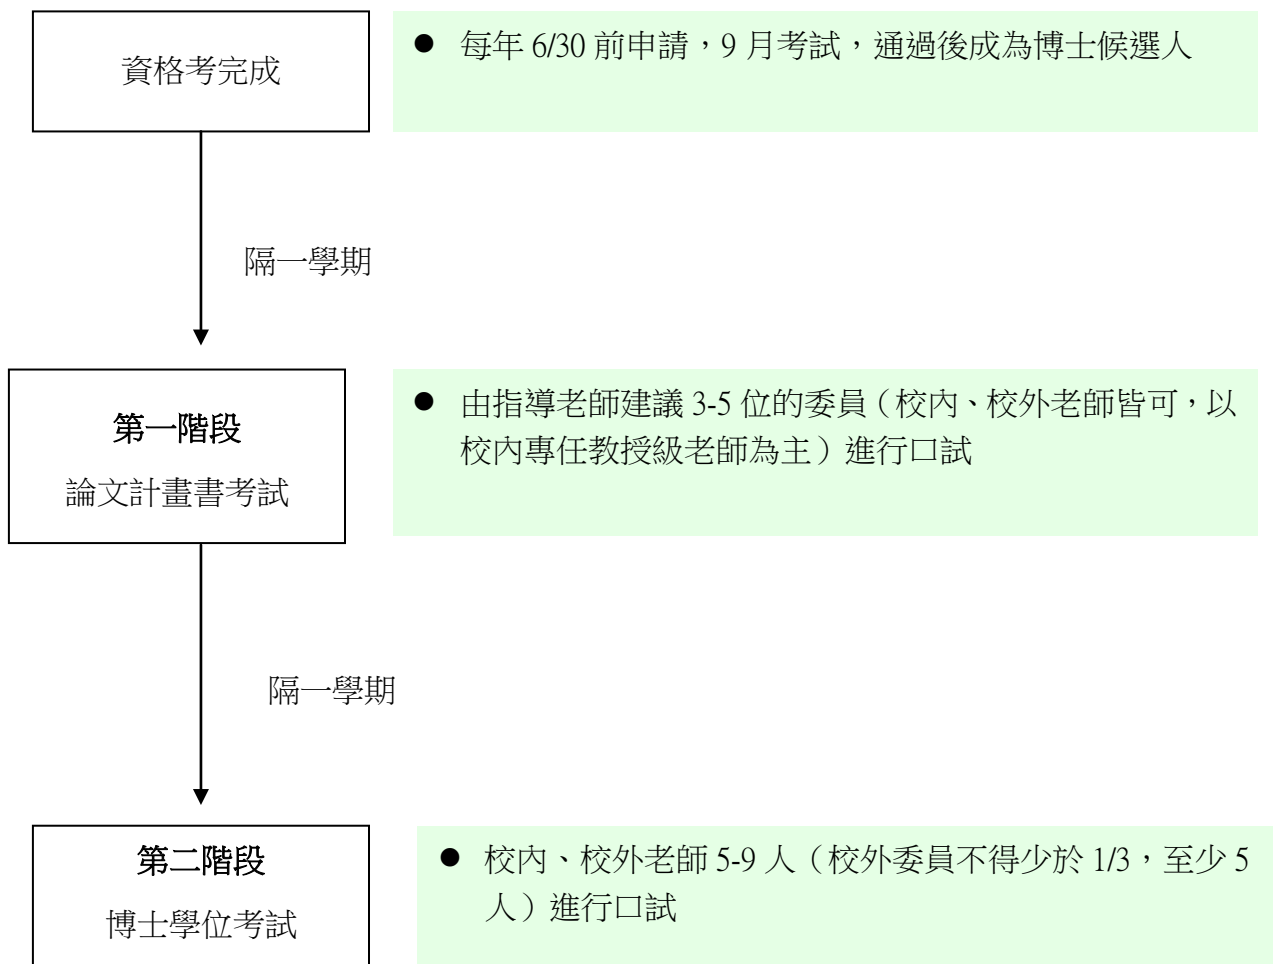 資格考完成
● 每年 6/30 前申請，9 月考試，通過後成為博士候選人
隔一學期
第一階段
論文計畫書考試
● 由指導老師建議 3-5 位的委員（校內、校外老師皆可，以
校內專任教授級老師為主）進行口試
隔一學期
第二階段
博士學位考試
● 校內、校外老師 5-9 人（校外委員不得少於 1/3，至少 5
人）進行口試